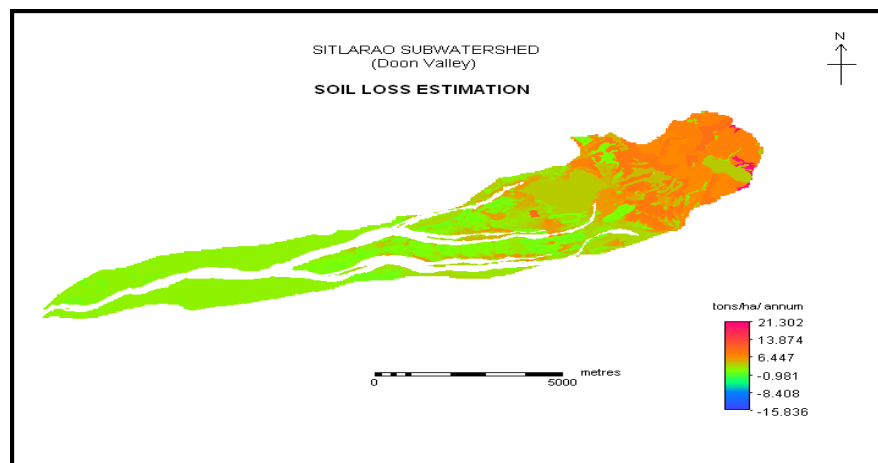 SITLARAO SUBWATERSHED
(Doon Valley)
SOIL LOSS ESTIMATION
N
tons/ha/ annum
21.302
13.874
6.447
-0.981
-8.408
-15.836
metres
0 5000